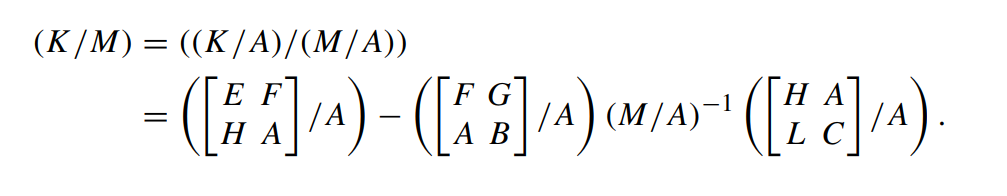 (K/M) = ((K/A)/(M/A))
= ([E F H A]/A) − ([F G A B]/A) (M/A)⁻¹ ([H A L C]/A).